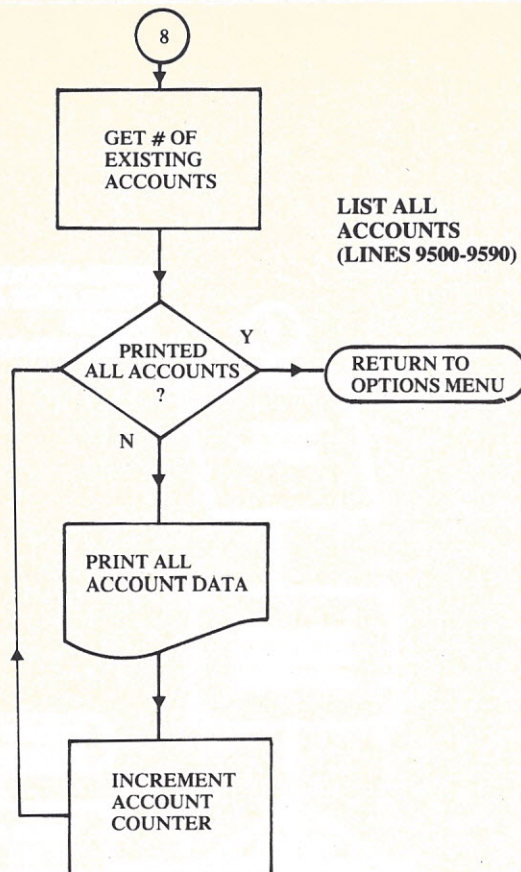 8
GET # OF
EXISTING
ACCOUNTS
LIST ALL
ACCOUNTS
(LINES 9500-9590)
PRINTED
ALL ACCOUNTS
?
Y
RETURN TO
OPTIONS MENU
N
PRINT ALL
ACCOUNT DATA
INCREMENT
ACCOUNT
COUNTER